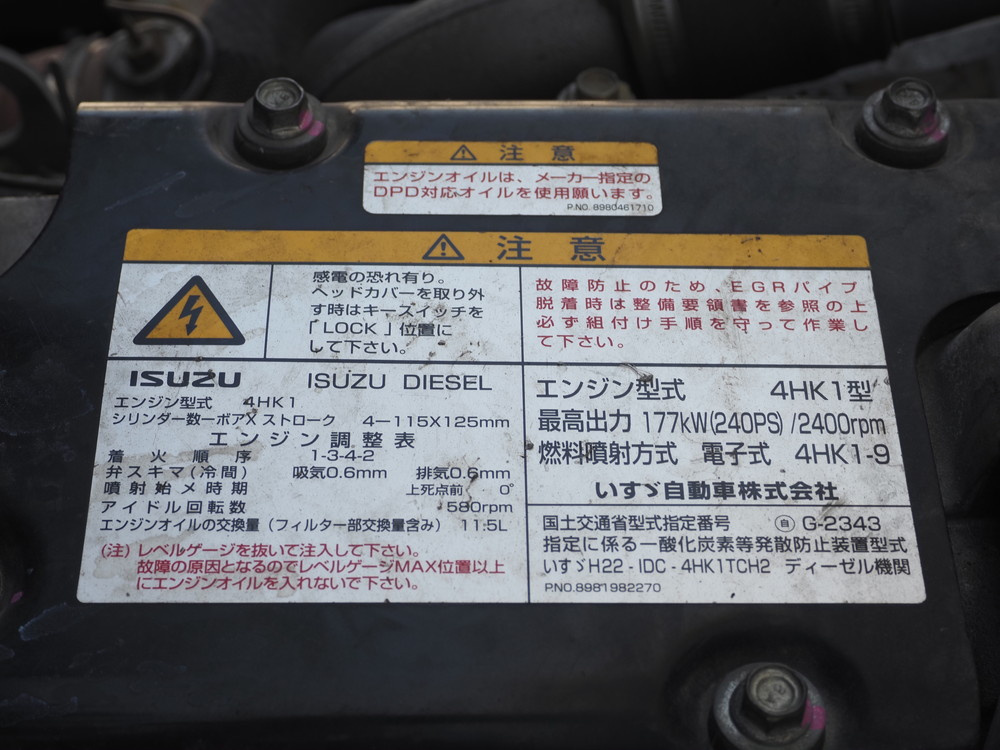 ⚠ 注意
エンジンオイルは、メーカー指定の
DPD対応オイルを使用願います。
P.NO. 8980461710
⚠ 注意
感電の恐れ有り。
ヘッドカバーを取り外
す時はキースイッチを
「LOCK」位置に
して下さい。
故障防止のため、EGRパイプ
脱着時は整備要領書を参照の上
必ず組付け手順を守って作業し
て下さい。
ISUZU ISUZU DIESEL
エンジン型式 4HK1
シリンダー数ーボアX ストローク 4－115X125mm
エンジン調整表
着火順序 1-3-4-2
弁スキマ(冷間) 吸気0.6mm 排気0.6mm
噴射始メ時期 上死点前 0°
アイドル回転数 580rpm
エンジンオイルの交換量（フィルター部交換量含み） 11.5L
(注) レベルゲージを抜いて注入して下さい。
故障の原因となるのでレベルゲージMAX位置以上
にエンジンオイルを入れないで下さい。
エンジン型式 4HK1型
最高出力 177kW(240PS)/2400rpm
燃料噴射方式 電子式 4HK1-9
いすゞ自動車株式会社
国土交通省型式指定番号 ㊀自 G-2343
指定に係る一酸化炭素等発散防止装置型式
いすゞH22-IDC-4HK1TCH2 ディーゼル機関
P.NO.8981982270